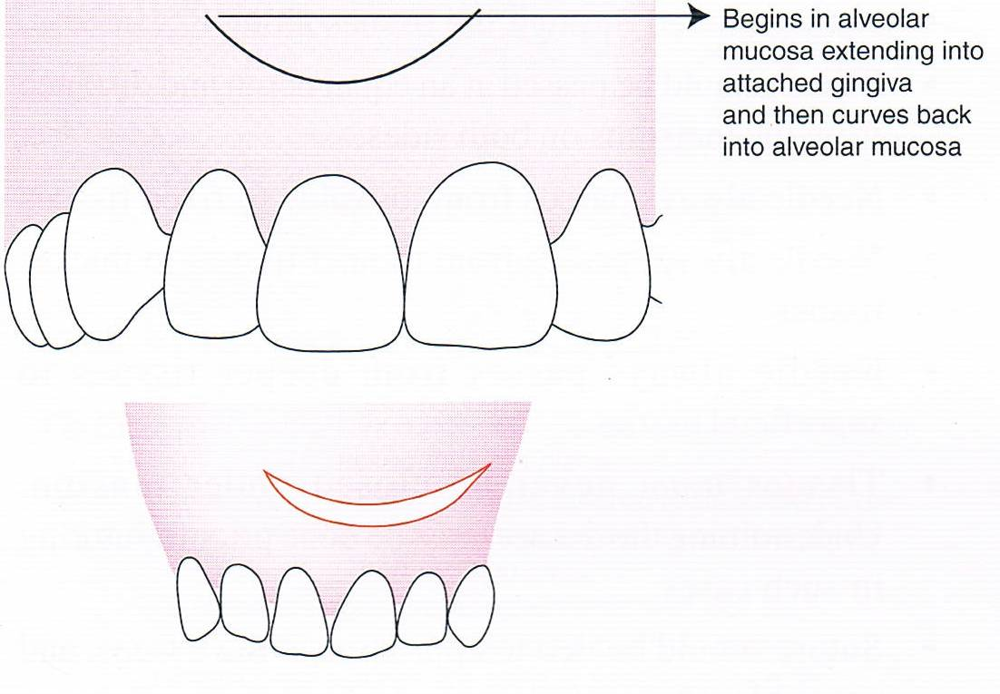 Begins in alveolar
mucosa extending into
attached gingiva
and then curves back
into alveolar mucosa